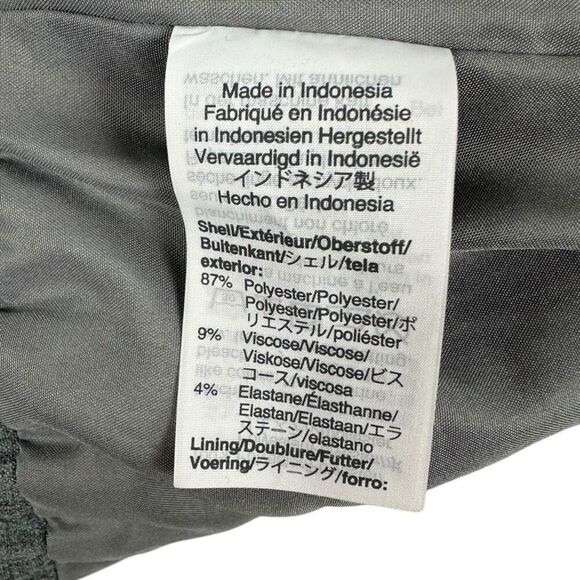 Made in Indonesia
Fabriqué en Indonésie
in Indonesien Hergestellt
Vervaardigd in Indonesië
インドネシア製
Hecho en Indonesia
Shell/Extérieur/Oberstoff/
Buitenkant/シェル/tela
exterior:
87% Polyester/Polyester/
Polyester/Polyester/ポ
リエステル/poliéster
9% Viscose/Viscose/
Viskose/Viscose/ビス
コース/viscosa
4% Elastane/Élasthanne/
Elastan/Elastaan/エラ
ステーン/elastano
Lining/Doublure/Futter/
Voering/ライニング/forro: